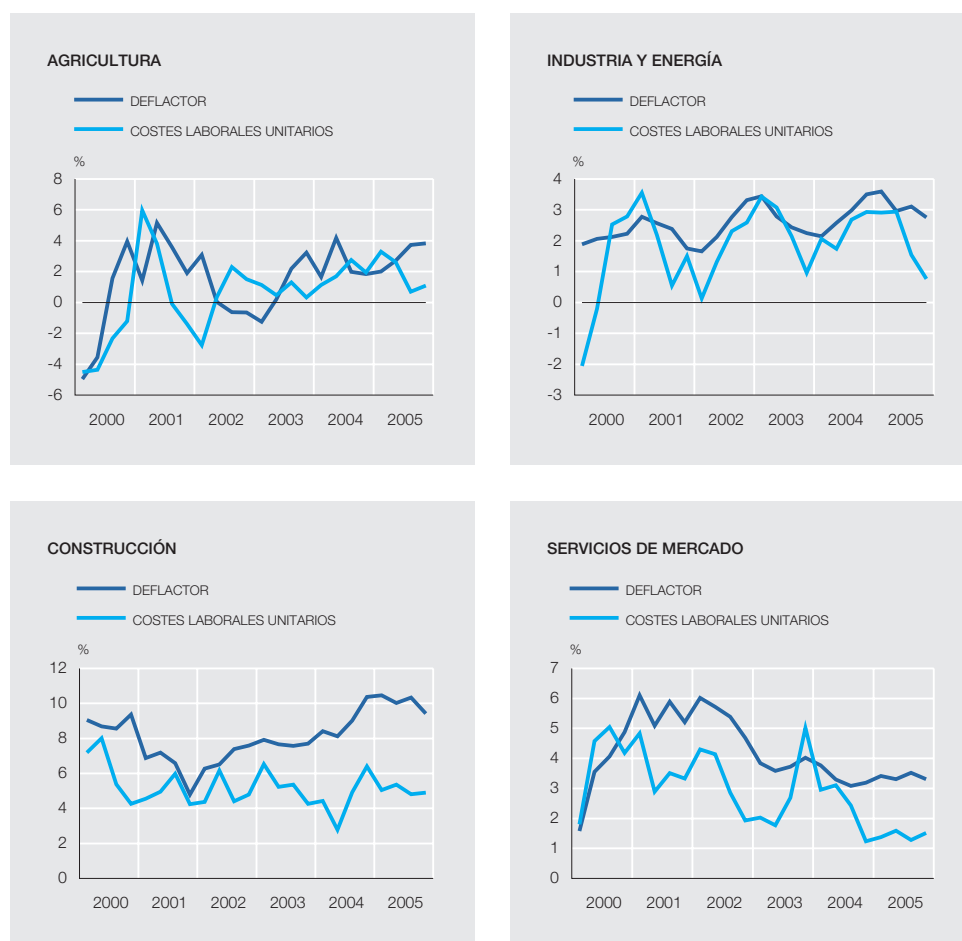 AGRICULTURA
DEFLACTOR
COSTES LABORALES UNITARIOS
%
8
6
4
2
0
-2
-4
-6
2000 2001 2002 2003 2004 2005
INDUSTRIA Y ENERGÍA
DEFLACTOR
COSTES LABORALES UNITARIOS
%
4
3
2
1
0
-1
-2
-3
2000 2001 2002 2003 2004 2005
CONSTRUCCIÓN
DEFLACTOR
COSTES LABORALES UNITARIOS
%
12
10
8
6
4
2
0
2000 2001 2002 2003 2004 2005
SERVICIOS DE MERCADO
DEFLACTOR
COSTES LABORALES UNITARIOS
%
7
6
5
4
3
2
1
0
2000 2001 2002 2003 2004 2005